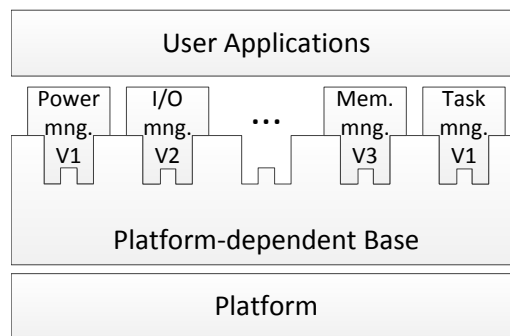 User Applications
Power I/O ... Mem. Task
mng. mng. mng. mng.
V1 V2 V3 V1
Platform-dependent Base
Platform